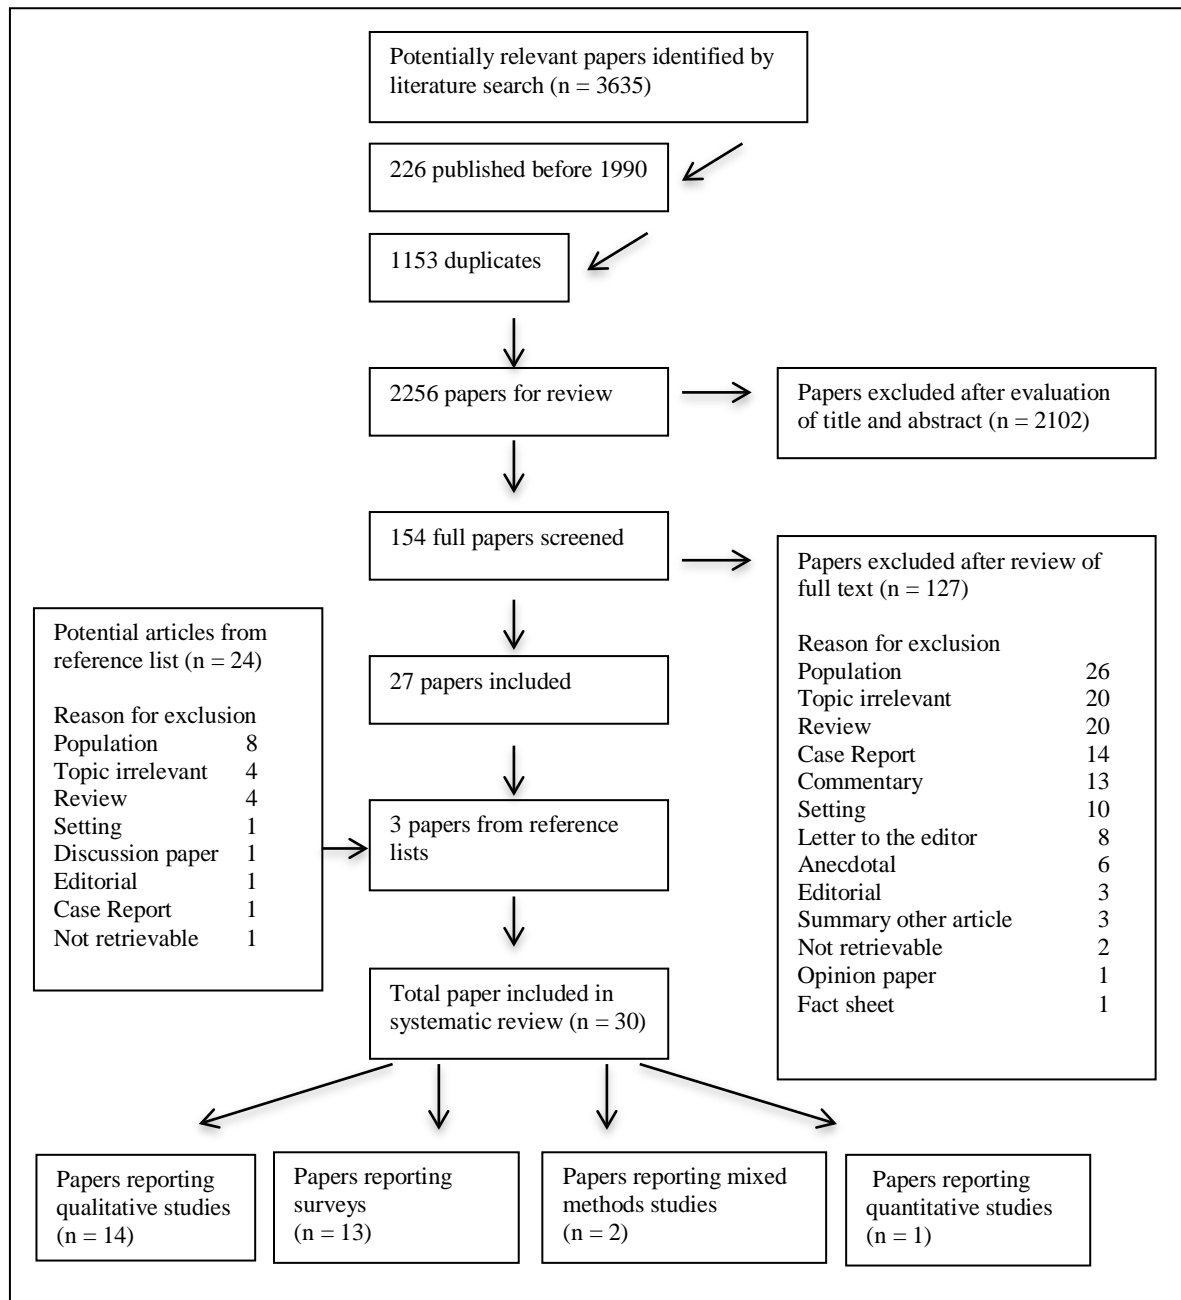 Potentially relevant papers identified by
literature search (n = 3635)
226 published before 1990
1153 duplicates
2256 papers for review
Papers excluded after evaluation
of title and abstract (n = 2102)
154 full papers screened
Papers excluded after review of
full text (n = 127)
Reason for exclusion
Population 26
Topic irrelevant 20
Review 20
Case Report 14
Commentary 13
Setting 10
Letter to the editor 8
Anecdotal 6
Editorial 3
Summary other article 3
Not retrievable 2
Opinion paper 1
Fact sheet 1
Potential articles from
reference list (n = 24)
Reason for exclusion
Population 8
Topic irrelevant 4
Review 4
Setting 1
Discussion paper 1
Editorial 1
Case Report 1
Not retrievable 1
27 papers included
3 papers from reference
lists
Total paper included in
systematic review (n = 30)
Papers reporting
qualitative studies
(n = 14)
Papers reporting
surveys
(n = 13)
Papers reporting mixed
methods studies
(n = 2)
Papers reporting
quantitative studies
(n = 1)